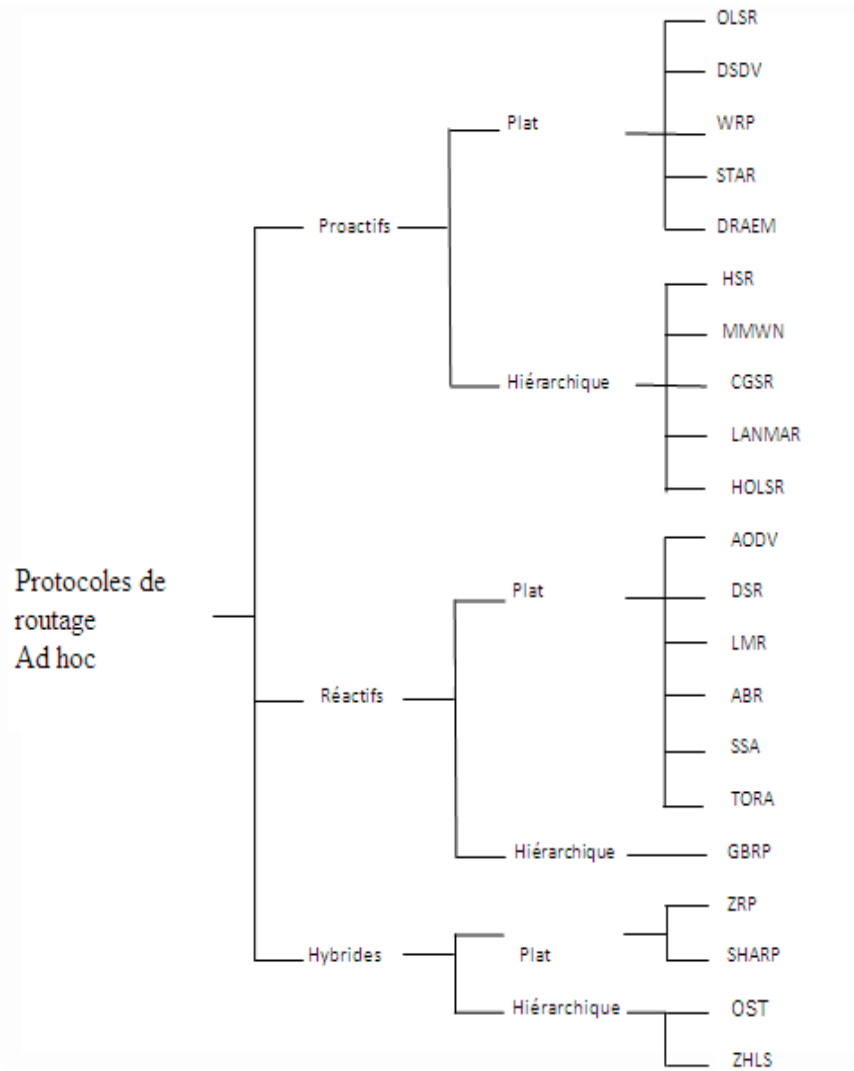 OLSR
DSDV
Plat
WRP
STAR
Proactifs
DRAEM
HSR
MMWN
Hiérarchique
CGSR
LANMAR
HOLSR
AODV
Protocoles de
routage
Ad hoc
Plat
DSR
LMR
Réactifs
ABR
SSA
TORA
Hiérarchique
GBRP
ZRP
Hybrides
Plat
SHARP
Hiérarchique
OST
ZHLS